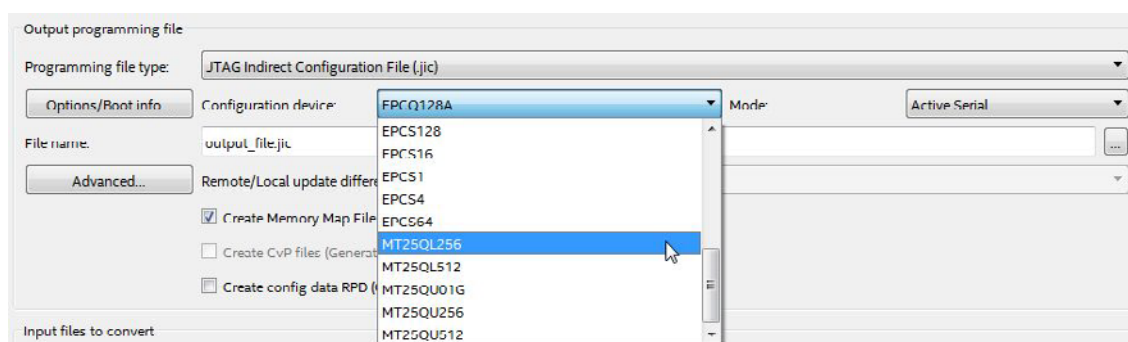 Output programming file
Programming file type: JTAG Indirect Configuration File (.jic)
Options/Boot info Configuration device: EPCQ128A Mode: Active Serial
EPCS128
File name: output_file.jic EPCS16 ...
Advanced... Remote/Local update differe EPCS1
EPCS4
Create Memory Map File EPCS64
MT25QL256
Create CvP files (Generat MT25QL512
Create config data RPD ( MT25QU01G
MT25QU256
Input files to convert MT25QU512